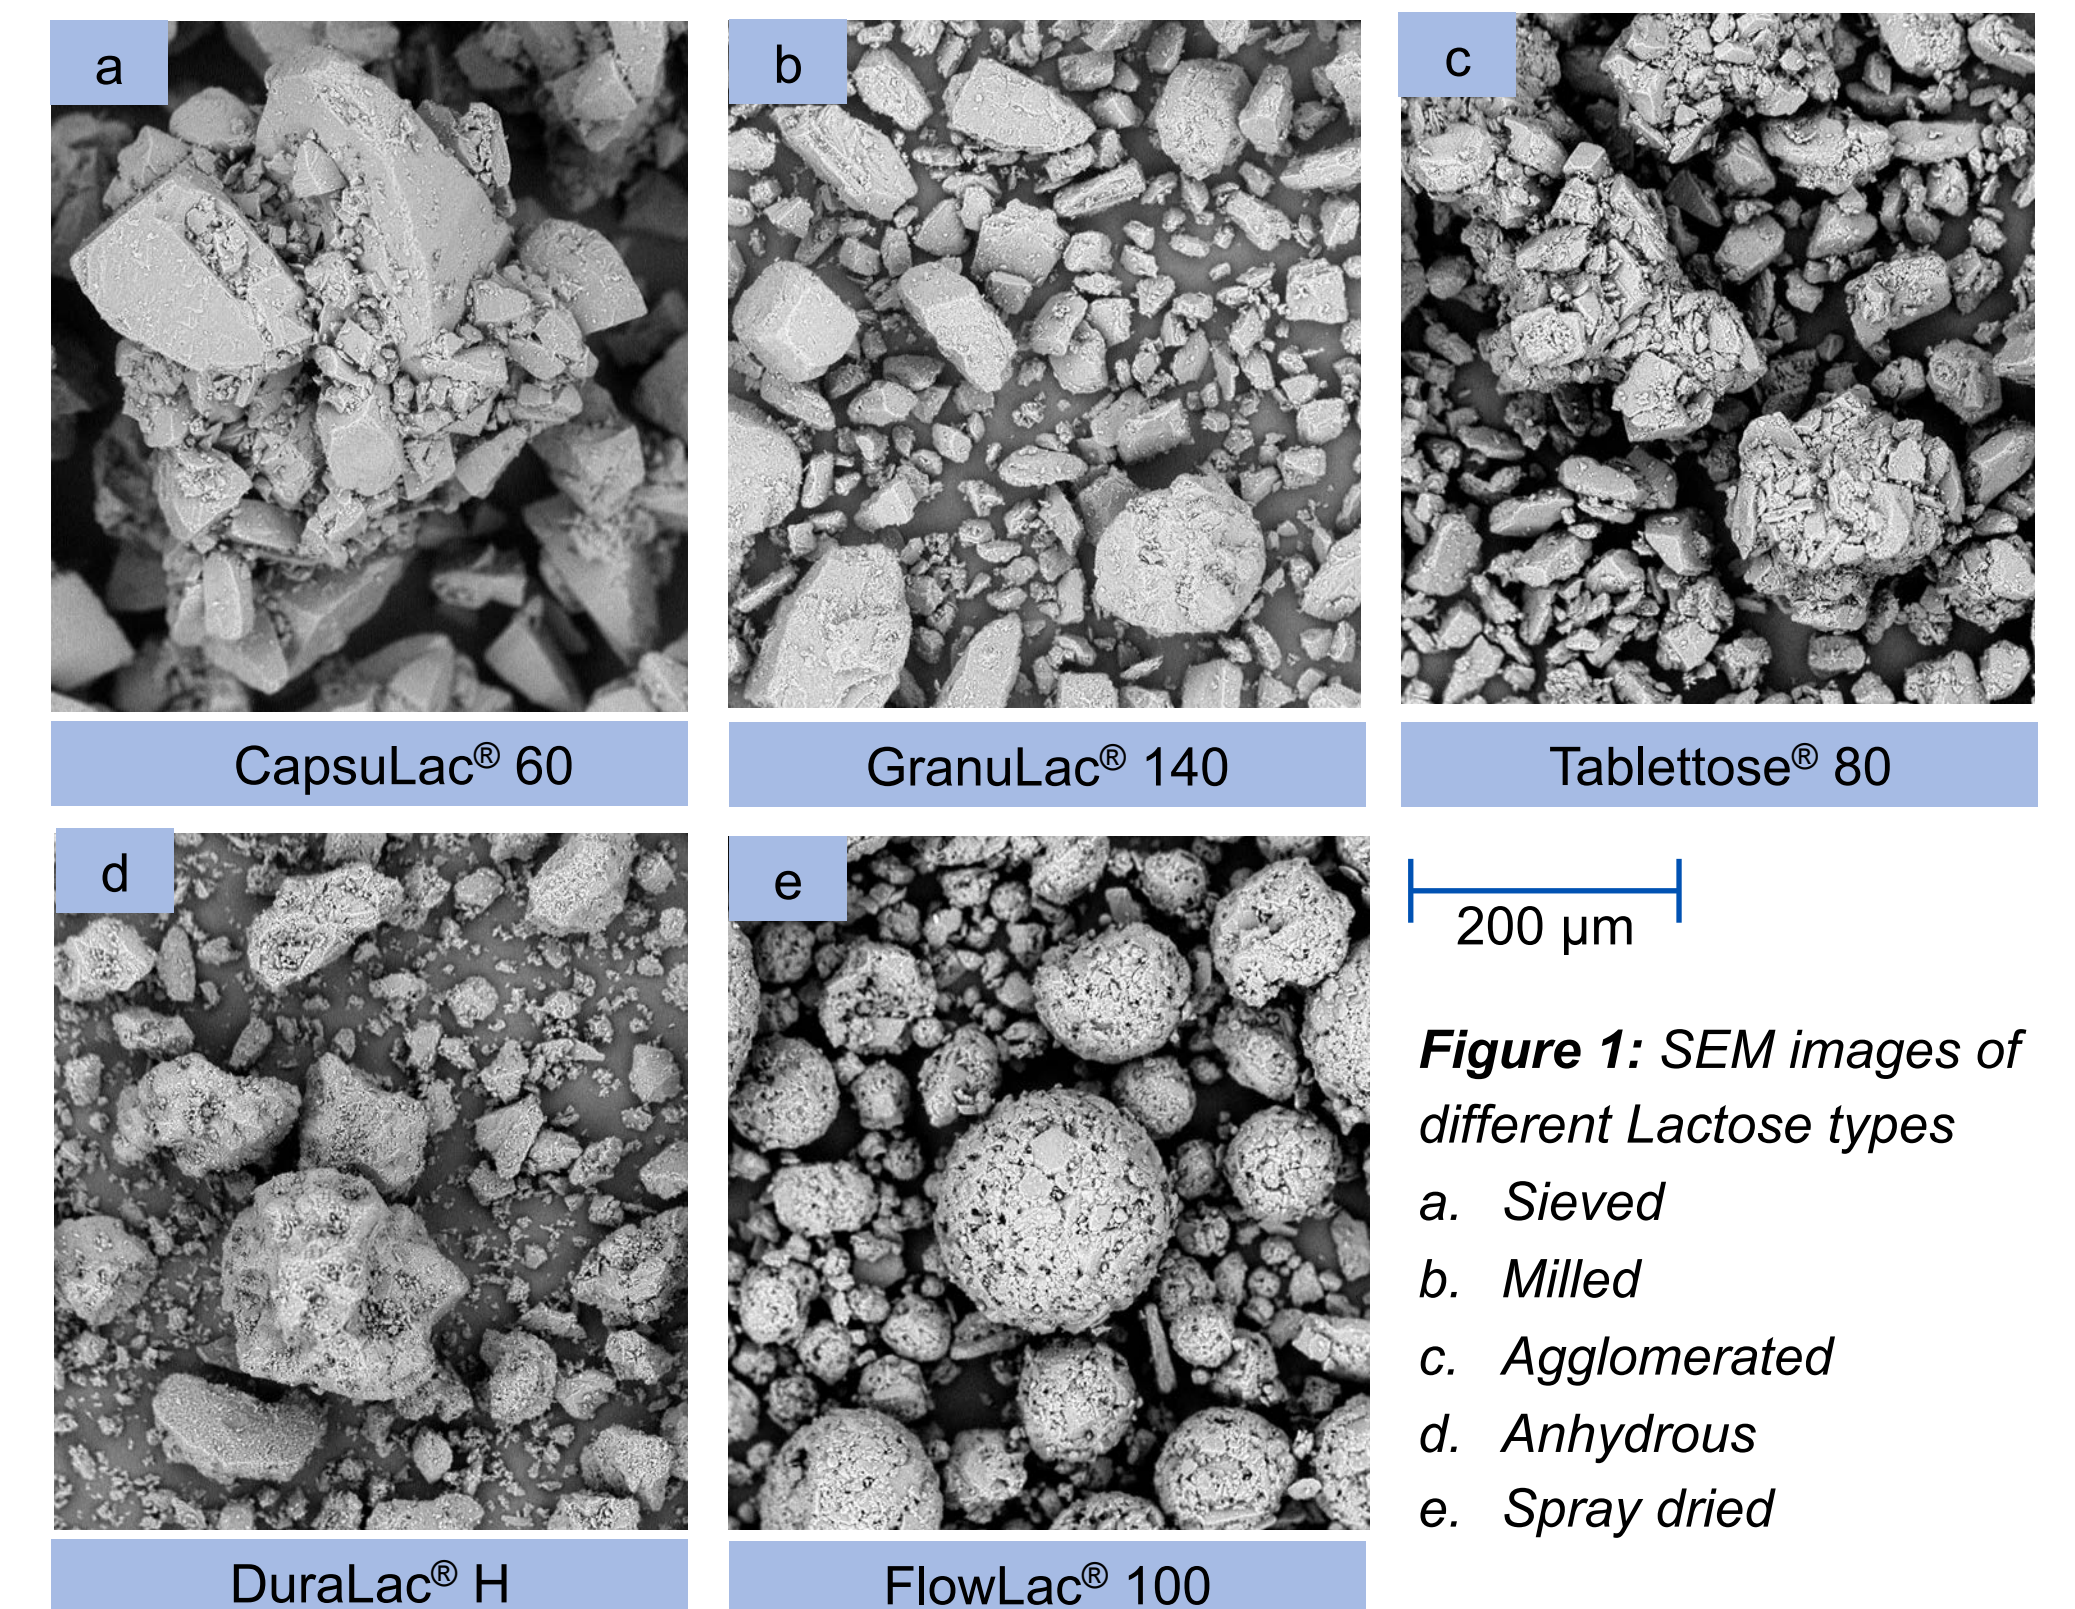 a
b
c
CapsuLac® 60
GranuLac® 140
Tablettose® 80
d
e
200 µm
Figure 1: SEM images of
different Lactose types
a. Sieved
b. Milled
c. Agglomerated
d. Anhydrous
e. Spray dried
DuraLac® H
FlowLac® 100